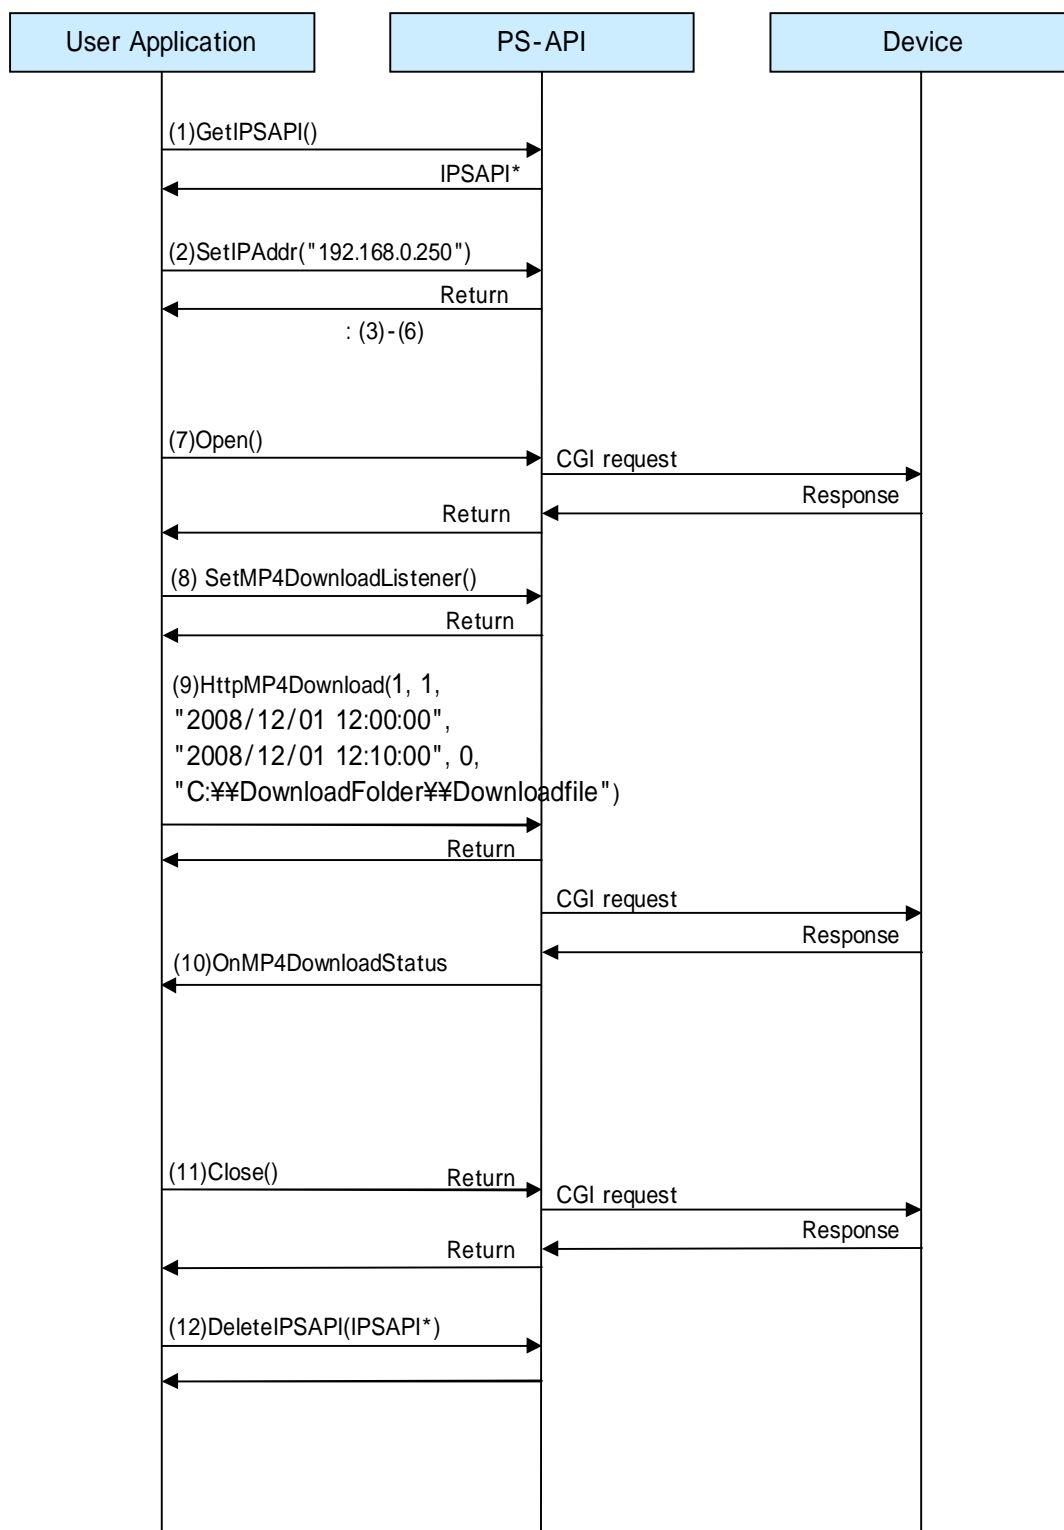 User Application
PS-API
Device
(1)GetIPSAPI()
IPSAPI*
(2)SetIPAddr("192.168.0.250")
Return
: (3)-(6)
(7)Open()
CGI request
Response
Return
(8) SetMP4DownloadListener()
Return
(9)HttpMP4Download(1, 1,
"2008/12/01 12:00:00",
"2008/12/01 12:10:00", 0,
"C:¥¥DownloadFolder¥¥Downloadfile")
Return
CGI request
Response
(10)OnMP4DownloadStatus
(11)Close()
Return
CGI request
Response
Return
(12)DeleteIPSAPI(IPSAPI*)